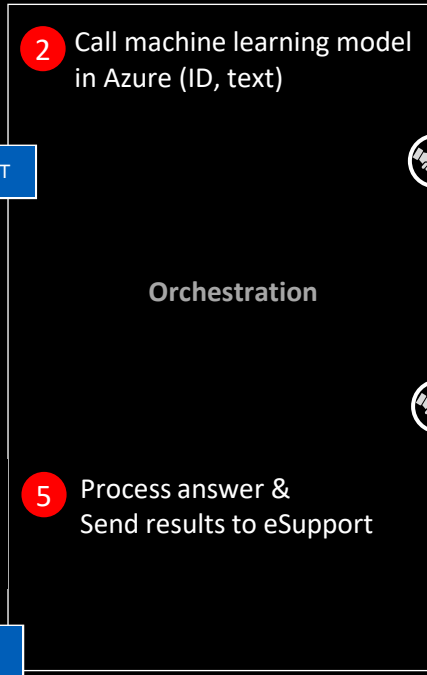 2
Call machine learning model
in Azure (ID, text)
T
Orchestration
5
Process answer &
Send results to eSupport